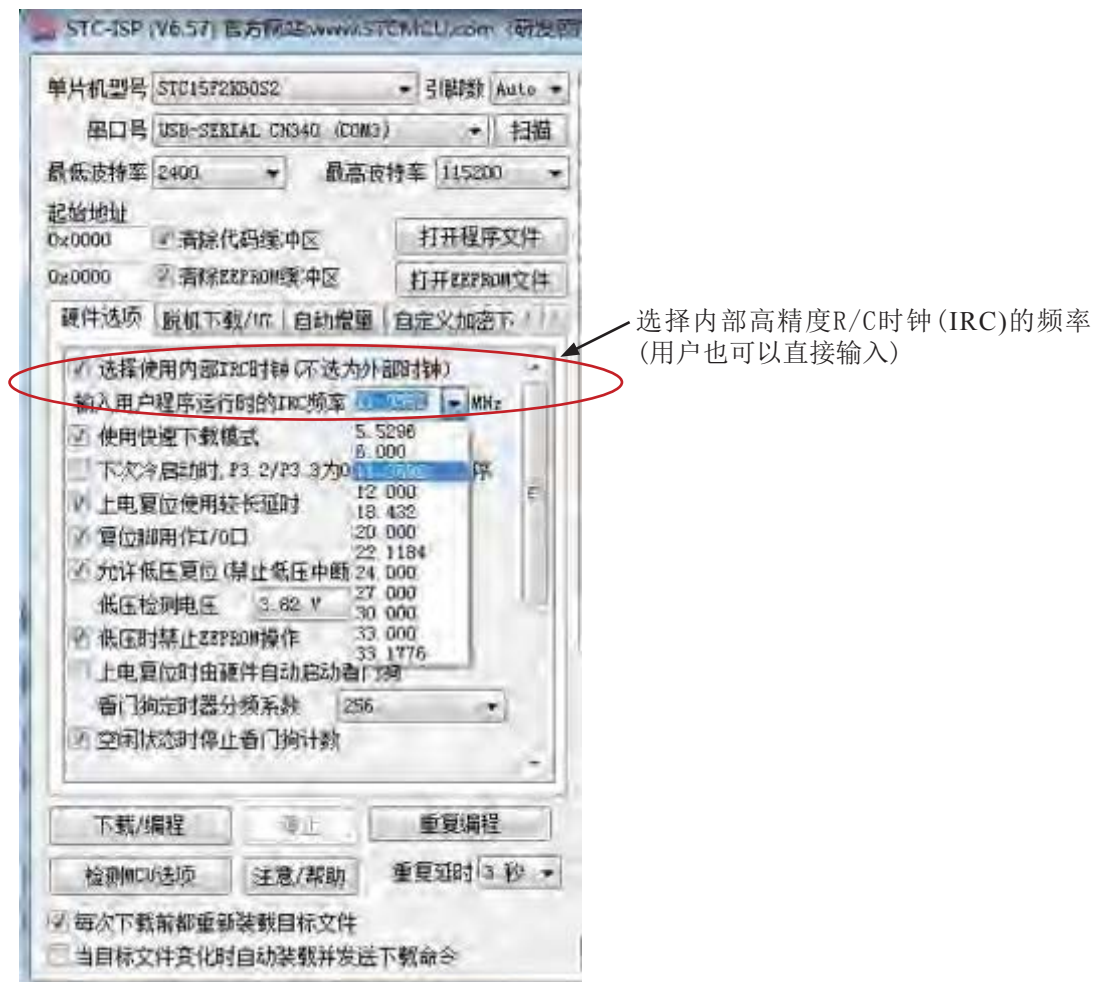 STC-ISP (V6.57) 官方网站:www.STCMCU.com (研发
单片机型号 STC15F2K60S2 引脚数 Auto
串口号 USB-SERIAL CH340 (COM3) 扫描
最低波特率 2400 最高波特率 115200
起始地址
0x0000 清除代码缓冲区 打开程序文件
0x0000 清除EEPROM缓冲区 打开EEPROM文件
硬件选项 脱机下载/ 自动增量 自定义加密下
选择内部高精度R/C时钟(IRC)的频率
(用户也可以直接输入)
选择使用内部IRC时钟(不选为外部时钟)
输入用户程序运行时的IRC频率 MHz
使用快速下载模式
5.5296
6.000
下次冷启动时,P3.2/P3.3为0 11.0592 序
12.000
上电复位使用较长延时
18.432
复位脚用作I/O口
20.000
22.1184
允许低压复位(禁止低压中断 24.000
27.000
低压检测电压 3.82 V
30.000
低压时禁止EEPROM操作
33.000
33.1776
上电复位时由硬件自动启动看门狗
看门狗定时器分频系数 256
空闲状态时停止看门狗计数
下载/编程 停止 重复编程
检测MCU选项 注意/帮助 重复延时 3 秒
每次下载前都重新装载目标文件
当目标文件变化时自动装载并发送下载命令